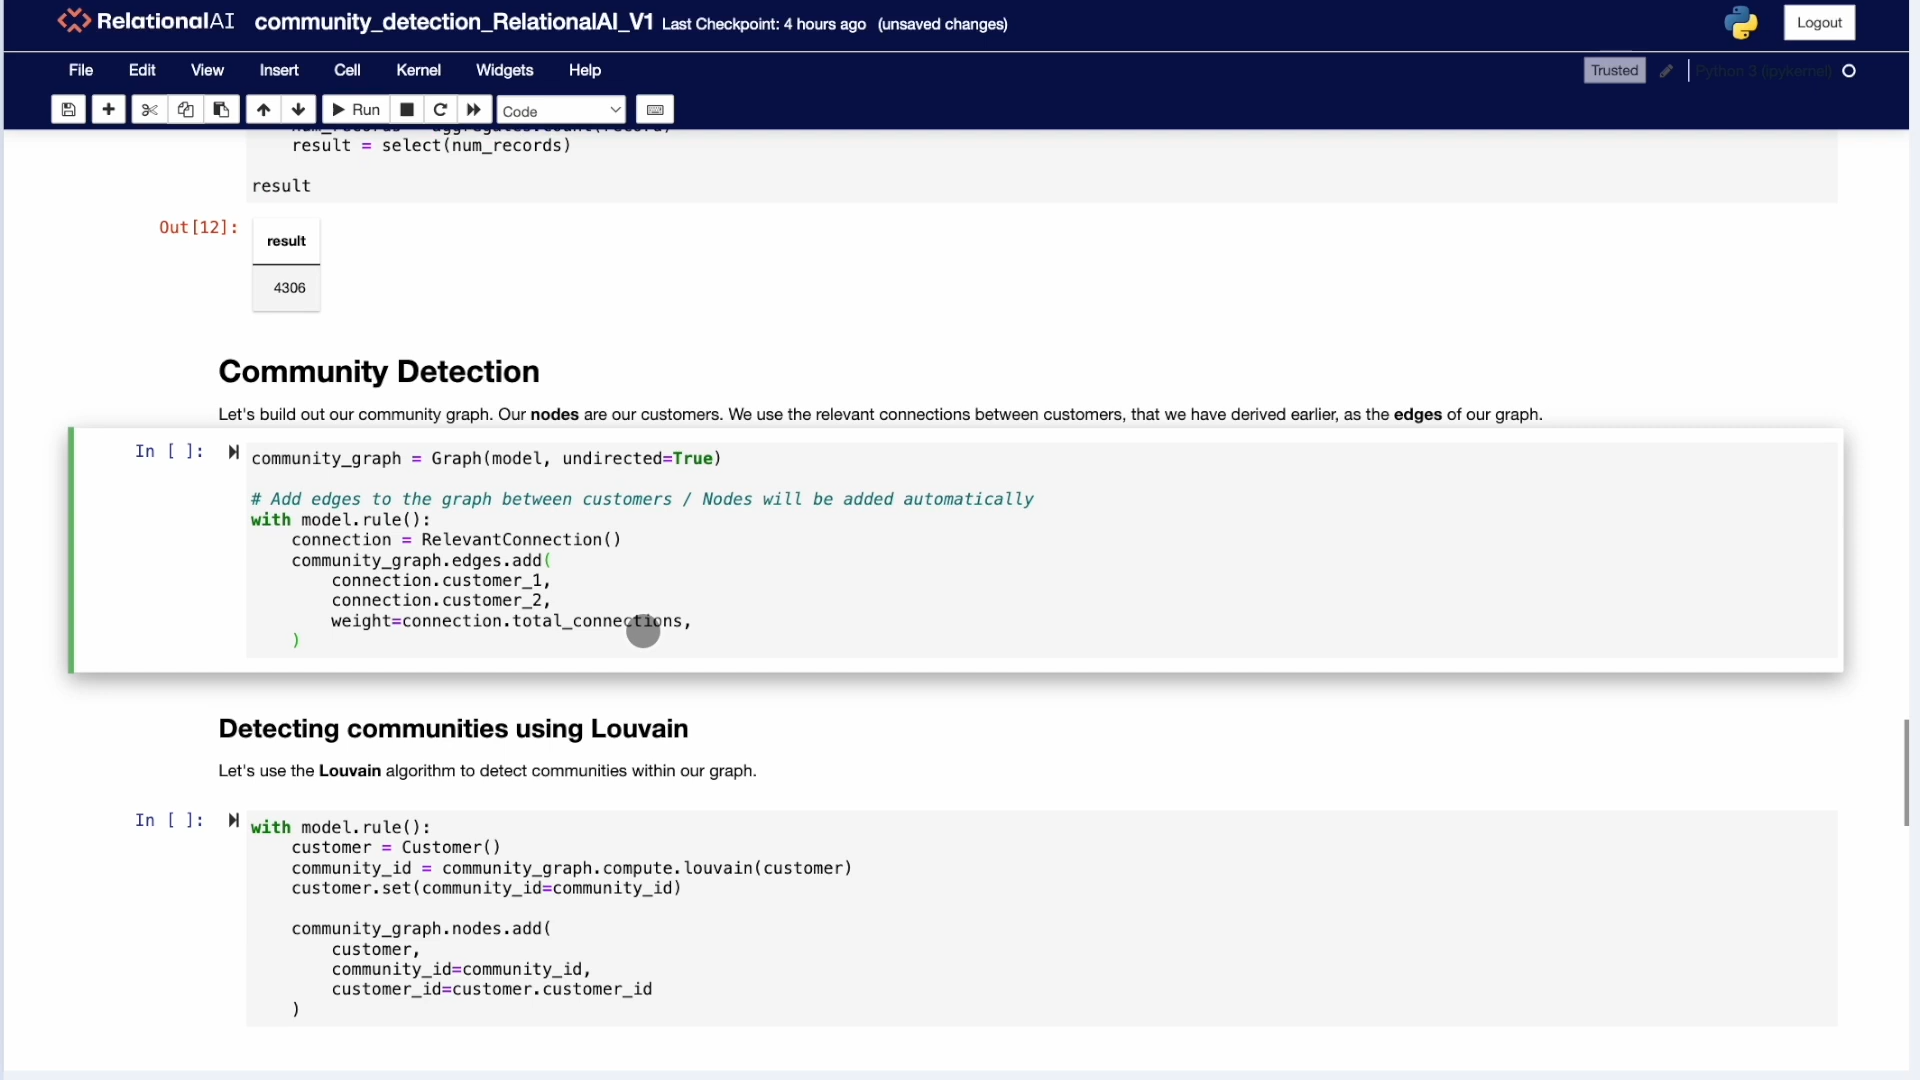 RelationalAI community_detection_RelationalAI_V1 Last Checkpoint: 4 hours ago (unsaved changes) Logout
File Edit View Insert Cell Kernel Widgets Help Trusted Python 3 (ipykernel)
Run Code
result = select(num_records)
result
Out[12]:
result
4306
Community Detection
Let's build out our community graph. Our nodes are our customers. We use the relevant connections between customers, that we have derived earlier, as the edges of our graph.
In [ ]: community_graph = Graph(model, undirected=True)
# Add edges to the graph between customers / Nodes will be added automatically
with model.rule():
connection = RelevantConnection()
community_graph.edges.add(
connection.customer_1,
connection.customer_2,
weight=connection.total_connections,
)
Detecting communities using Louvain
Let's use the Louvain algorithm to detect communities within our graph.
In [ ]: with model.rule():
customer = Customer()
community_id = community_graph.compute.louvain(customer)
customer.set(community_id=community_id)
community_graph.nodes.add(
customer,
community_id=community_id,
customer_id=customer.customer_id
)